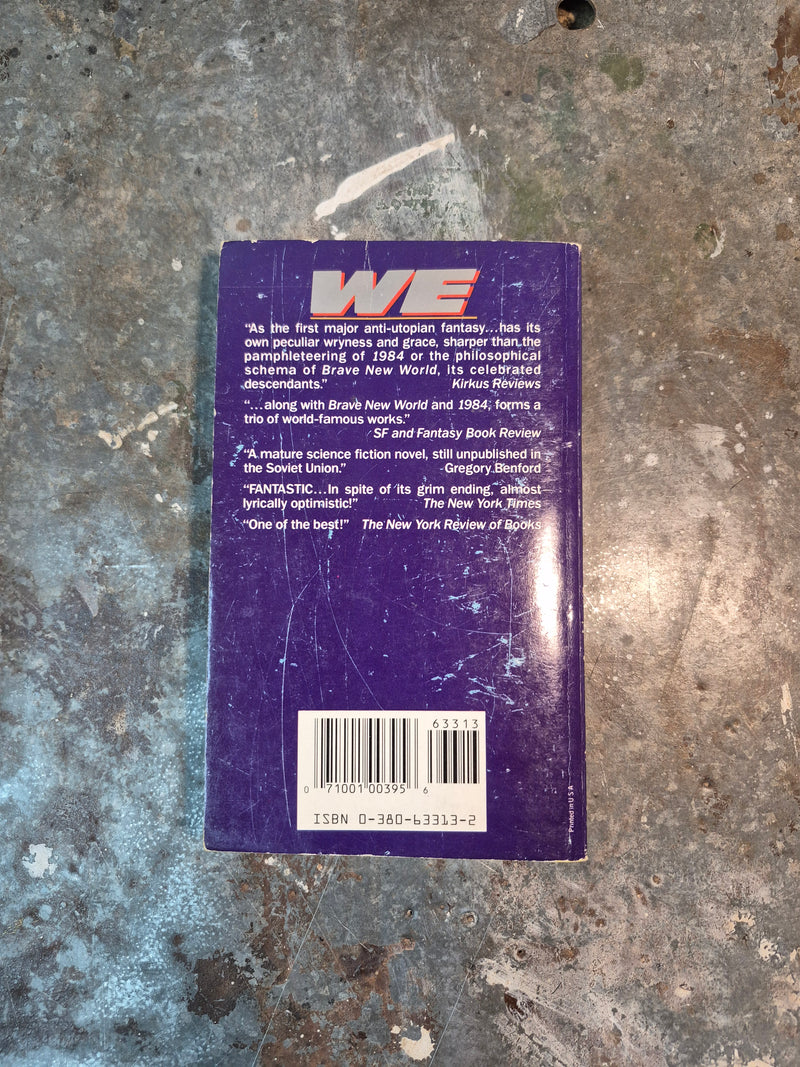 WE
“As the first major anti-utopian fantasy...has its
own peculiar wryness and grace, sharper than the
pamphleteering of 1984 or the philosophical
schema of Brave New World, its celebrated
descendants.” Kirkus Reviews
“...along with Brave New World and 1984, forms a
trio of world-famous works.”
SF and Fantasy Book Review
“A mature science fiction novel, still unpublished in
the Soviet Union.” Gregory Benford
“FANTASTIC...In spite of its grim ending, almost
lyrically optimistic!” The New York Times
“One of the best!” The New York Review of Books
63313
0 71001 00395 6
ISBN 0-380-63313-2
Printed in U S A